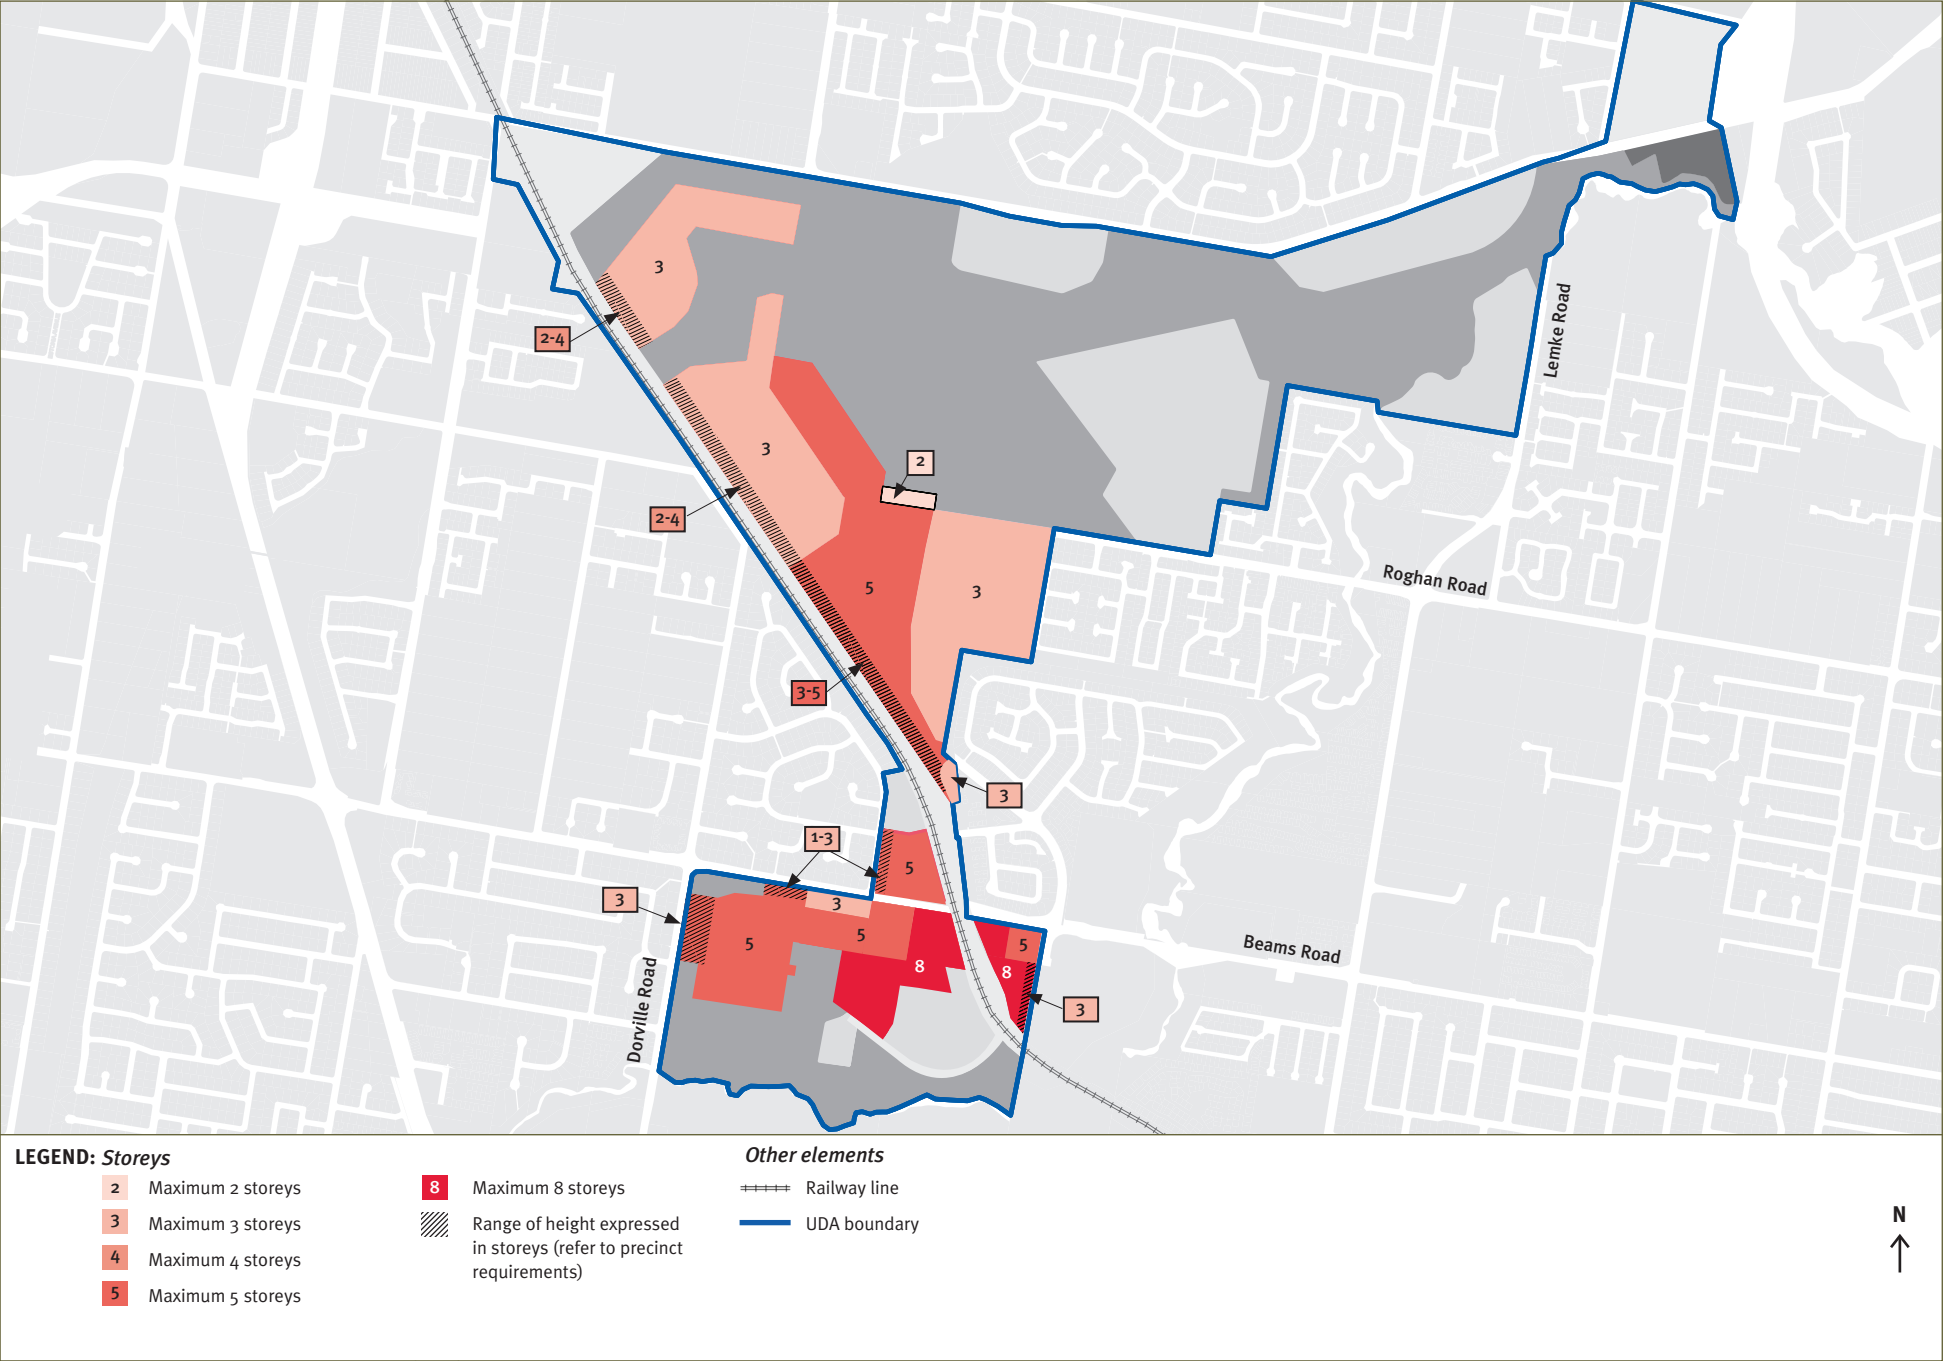 3
2-4
Lemke Road
3
2
2-4
Roghan Road
5
3
3-5
3
1-3
5
3
3
5
5
5
8
8
Beams Road
3
Dorville Road
LEGEND: Storeys
2 Maximum 2 storeys
3 Maximum 3 storeys
4 Maximum 4 storeys
5 Maximum 5 storeys
8 Maximum 8 storeys
Range of height expressed
in storeys (refer to precinct
requirements)
Other elements
Railway line
UDA boundary
N